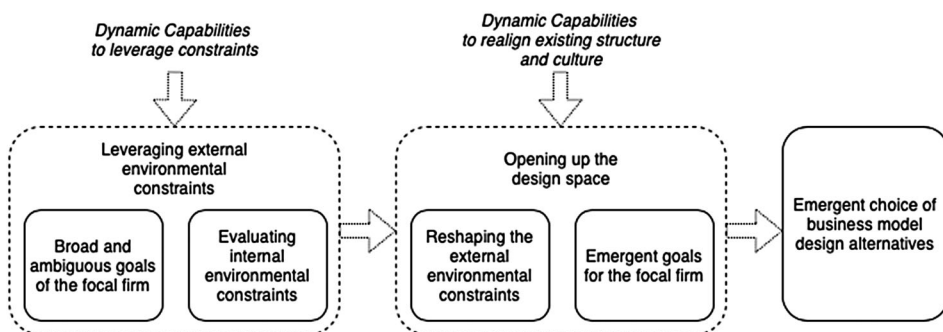 Dynamic Capabilities
to leverage constraints
Dynamic Capabilities
to realign existing structure
and culture
Leveraging external
environmental
constraints
Broad and
ambiguous goals
of the focal firm
Evaluating
internal
environmental
constraints
Opening up the
design space
Reshaping the
external
environmental
constraints
Emergent goals
for the focal firm
Emergent choice of
business model
design alternatives